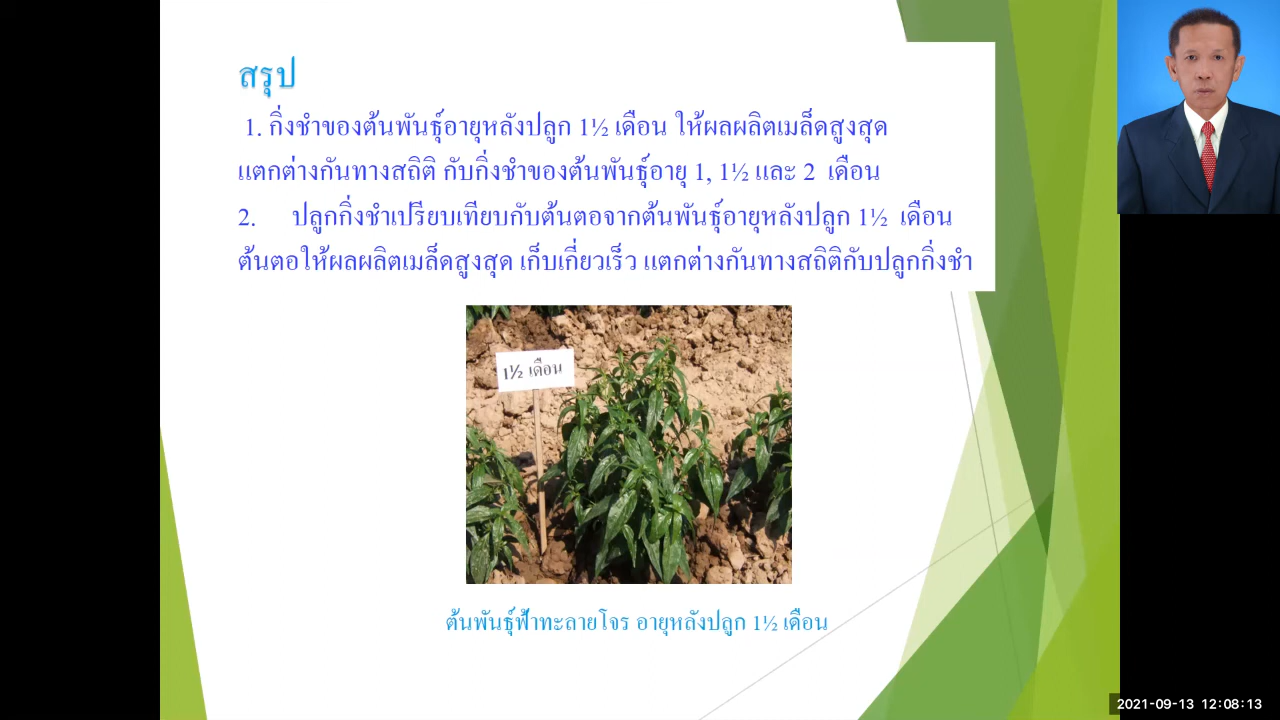 สรุป
1. กิ่งชำของต้นพันธุ์อายุหลังปลูก 1½ เดือน ให้ผลผลิตเมล็ดสูงสุด
แตกต่างกันทางสถิติ กับกิ่งชำของต้นพันธุ์อายุ 1, 1½ และ 2 เดือน
2. ปลูกกิ่งชำเปรียบเทียบกับต้นตอจากต้นพันธุ์อายุหลังปลูก 1½ เดือน
ต้นตอให้ผลผลิตเมล็ดสูงสุด เก็บเกี่ยวเร็ว แตกต่างกันทางสถิติกับปลูกกิ่งชำ
1½ เดือน
ต้นพันธุ์ฟ้าทะลายโจร อายุหลังปลูก 1½ เดือน
2021-09-13 12:08:13